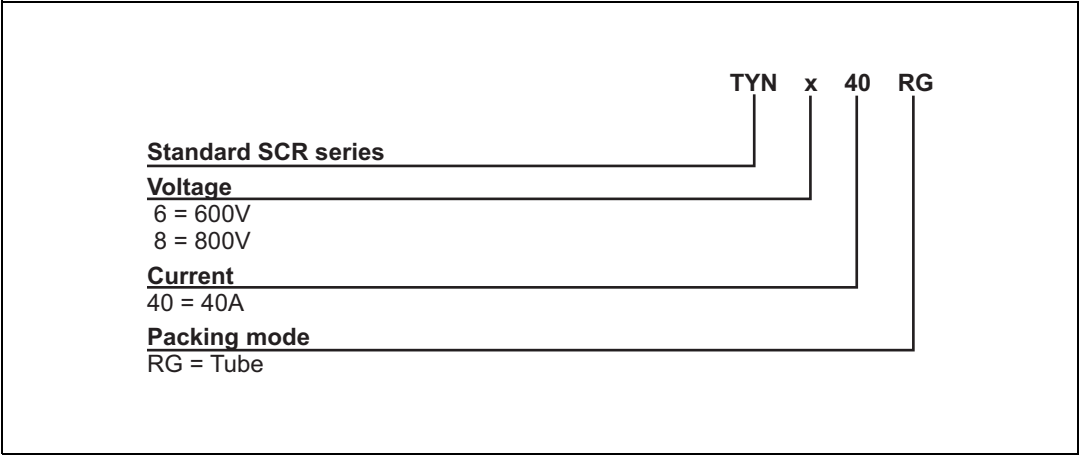 TYN x 40 RG
Standard SCR series
Voltage
6 = 600V
8 = 800V
Current
40 = 40A
Packing mode
RG = Tube